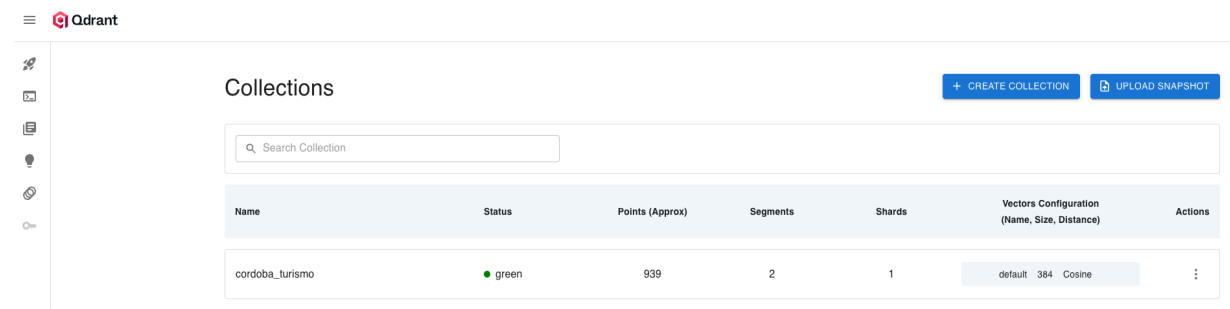 Qdrant
Collections
CREATE COLLECTION
UPLOAD SNAPSHOT
Search Collection
Name Status Points (Approx) Segments Shards Vectors Configuration (Name, Size, Distance) Actions
cordoba_turismo green 939 2 1 default 384 Cosine